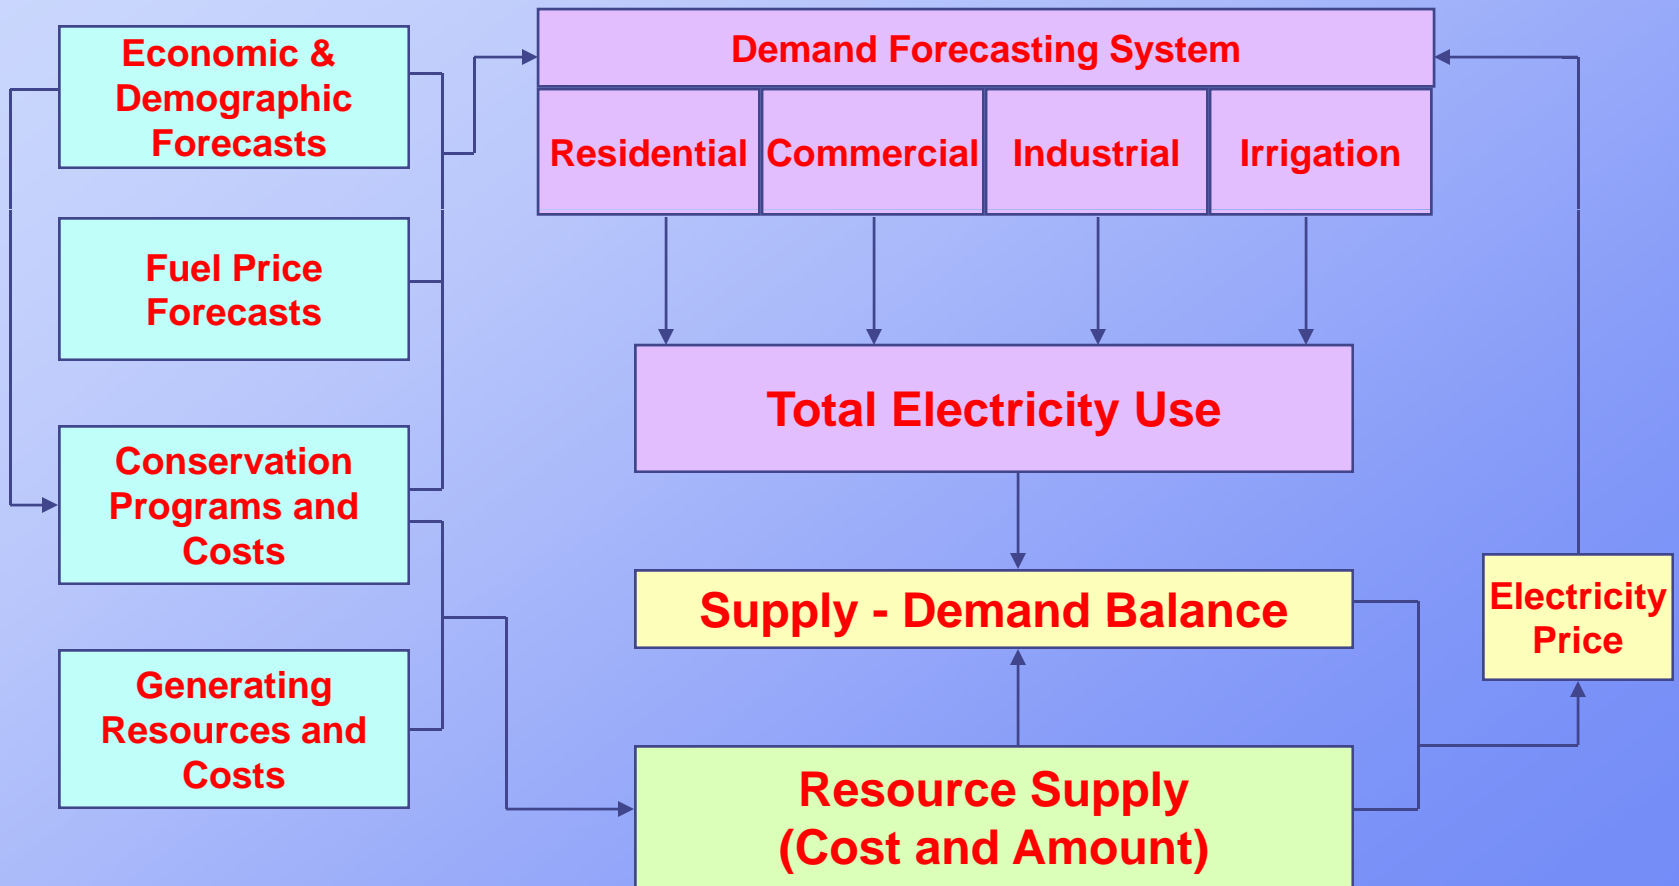 Economic &
Demographic
Forecasts
Fuel Price
Forecasts
Conservation
Programs and
Costs
Generating
Resources and
Costs
Demand Forecasting System
Residential
Commercial
Industrial
Irrigation
Total Electricity Use
Supply - Demand Balance
Resource Supply
(Cost and Amount)
Electricity
Price